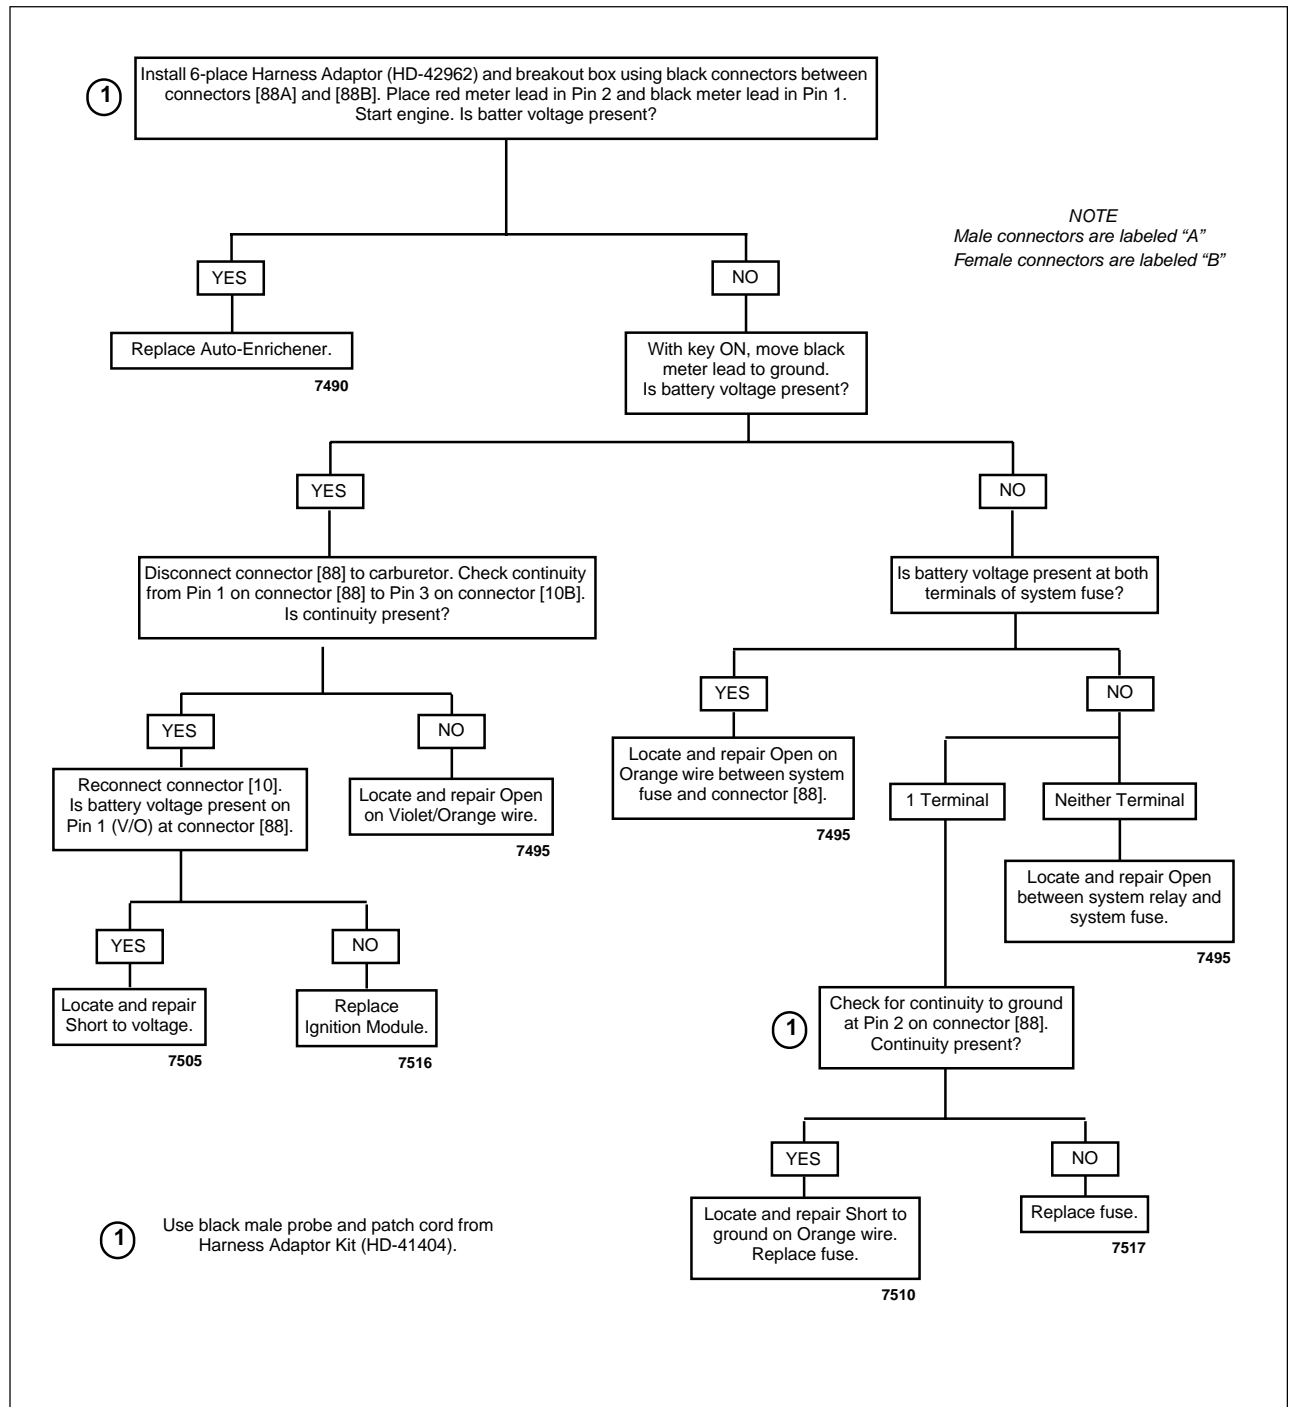 1
Install 6-place Harness Adaptor (HD-42962) and breakout box using black connectors between
connectors [88A] and [88B]. Place red meter lead in Pin 2 and black meter lead in Pin 1.
Start engine. Is batter voltage present?
NOTE
Male connectors are labeled “A”
Female connectors are labeled “B”
YES
NO
Replace Auto-Enrichener.
7490
With key ON, move black
meter lead to ground.
Is battery voltage present?
YES
NO
Disconnect connector [88] to carburetor. Check continuity
from Pin 1 on connector [88] to Pin 3 on connector [10B].
Is continuity present?
Is battery voltage present at both
terminals of system fuse?
YES
NO
YES
NO
Reconnect connector [10].
Is battery voltage present on
Pin 1 (V/O) at connector [88].
Locate and repair Open
on Violet/Orange wire.
7495
Locate and repair Open on
Orange wire between system
fuse and connector [88].
7495
1 Terminal
Neither Terminal
Locate and repair Open
between system relay and
system fuse.
7495
YES
NO
Locate and repair
Short to voltage.
7505
Replace
Ignition Module.
7516
1
Check for continuity to ground
at Pin 2 on connector [88].
Continuity present?
YES
NO
Locate and repair Short to
ground on Orange wire.
Replace fuse.
7510
Replace fuse.
7517
1
Use black male probe and patch cord from
Harness Adaptor Kit (HD-41404).